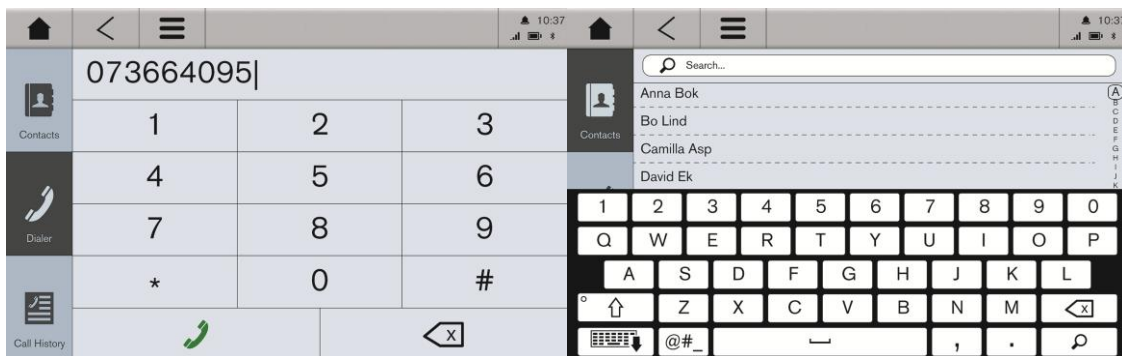 10:37
073664095
Contacts
1 2 3
4 5 6
Dialer
7 8 9
* 0 #
Call History
X
10:37
Search...
Contacts
Anna Bok
Bo Lind
Camilla Asp
David Ek
A
B
C
D
E
F
G
H
I
J
K
1 2 3 4 5 6 7 8 9 0
Q W E R T Y U I O P
A S D F G H J K L
Z X C V B N M X
@#_ , .